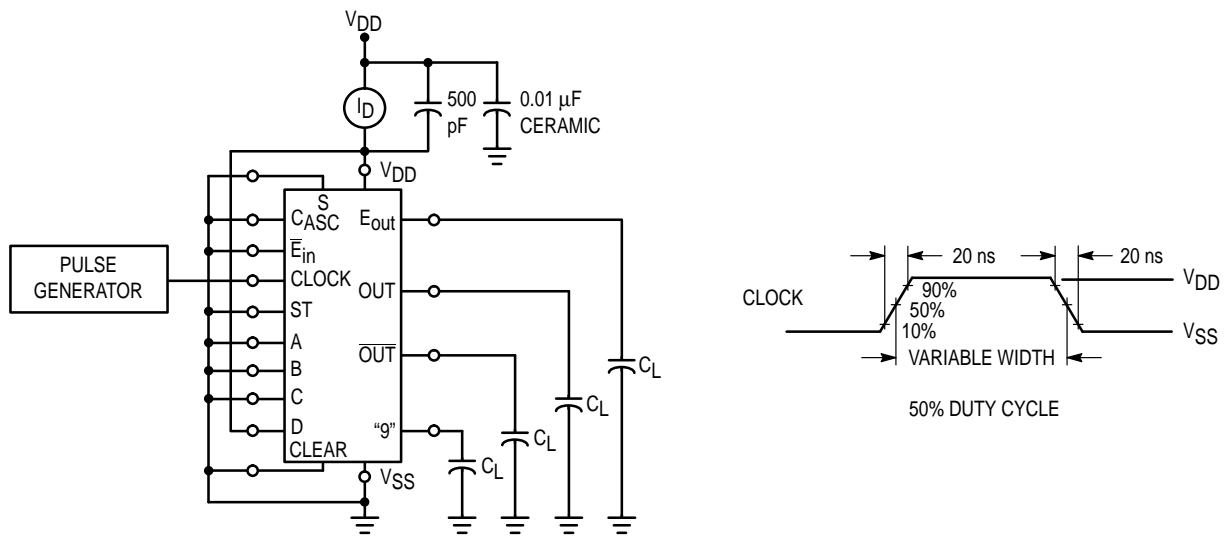 VDD
ID
500
pF
0.01 μF
CERAMIC
VDD
S
CASC
Eout
E̅in
PULSE
GENERATOR
CLOCK
OUT
ST
A
O̅U̅T̅
B
C
D
"9"
CLEAR
VSS
CL
CL
CL
CL
20 ns
20 ns
VDD
CLOCK
90%
50%
10%
VSS
VARIABLE WIDTH
50% DUTY CYCLE